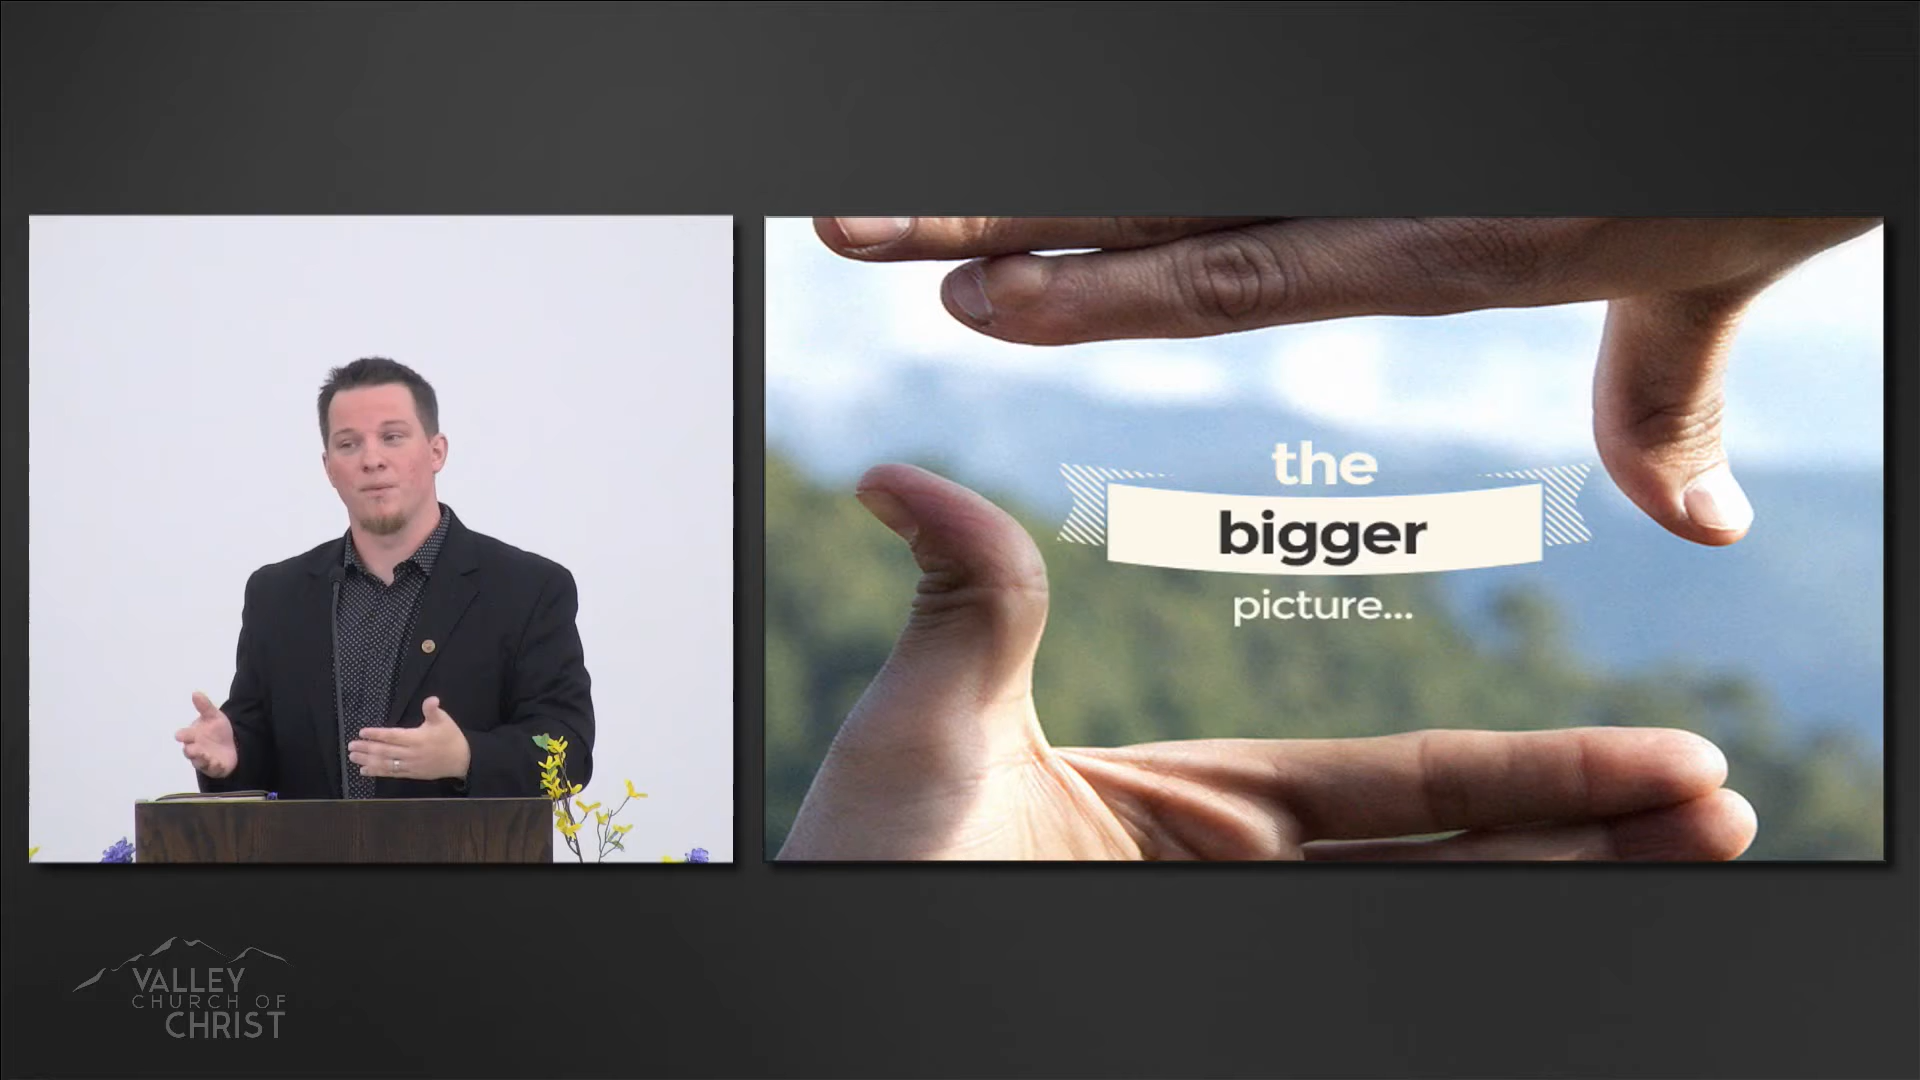 the
bigger
picture...
VALLEY
CHURCH OF
CHRIST